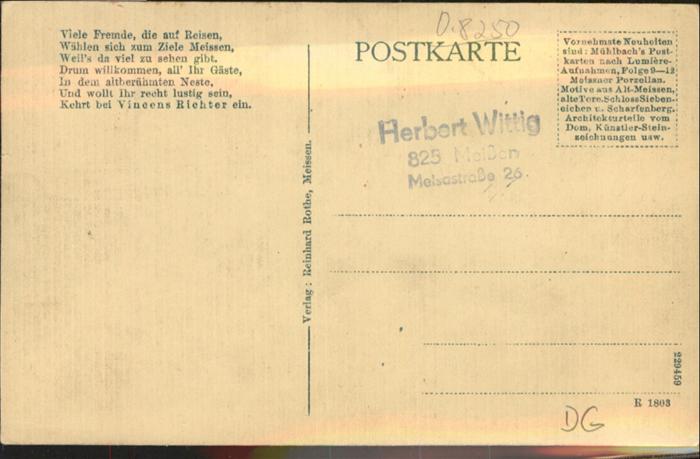 Viele Fremde, die auf Reisen,
Wählen sich zum Ziele Meissen,
Weil's da viel zu sehen gibt.
Drum willkommen, all' Ihr Gäste,
In dem altberühmten Neste,
Und wollt Ihr recht lustig sein,
Kehrt bei Vincenz Richter ein.
Verlag: Reinhard Rothe, Meissen.
D. 8250
POSTKARTE
Herbert Wittig
825 Meißen
Meisastraße 26
Vornehmste Neuheiten
sind: Mühlbach's Post-
karten nach Lumière-
Aufnahmen, Folge 9—12
Meissner Porzellan.
Motive aus Alt-Meissen,
alte Tore. Schloss Sieben-
eichen u. Scharfenberg.
Architekturteile vom
Dom, Künstler-Stein-
zeichnungen usw.
229459
R 1803
DG